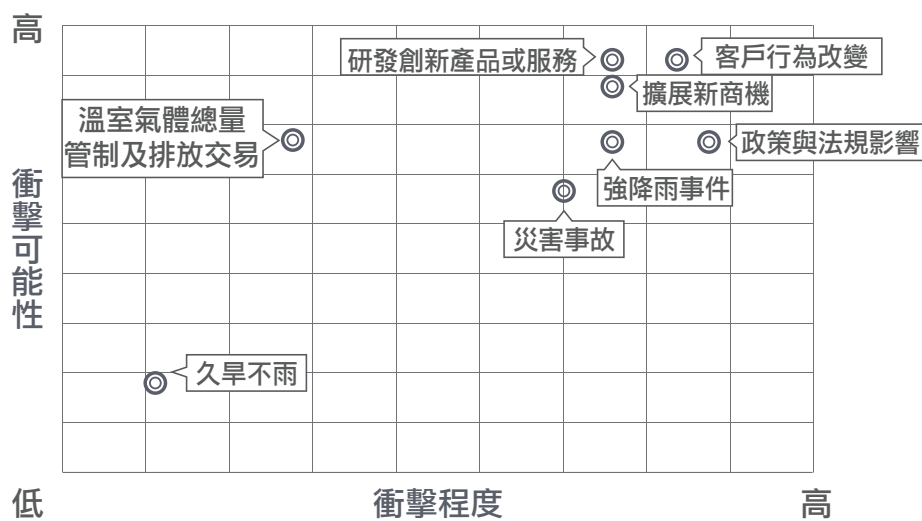 高
研發創新產品或服務
客戶行為改變
擴展新商機
溫室氣體總量
管制及排放交易
政策與法規影響
強降雨事件
災害事故
衝擊可能性
久旱不雨
低
衝擊程度
高